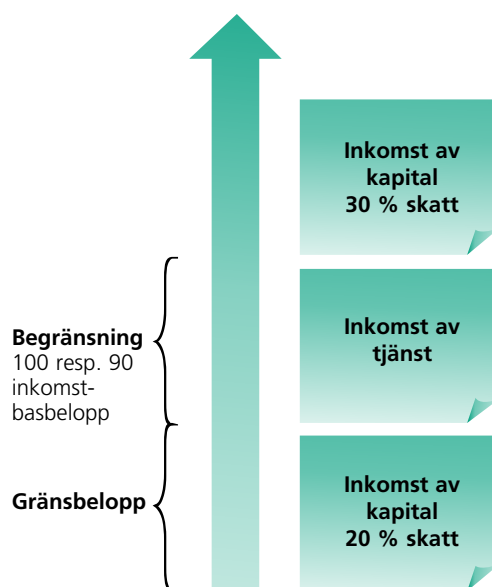 Inkomst av
kapital
30 % skatt
Begränsning
100 resp. 90
inkomst-
basbelopp
Inkomst av
tjänst
Gränsbelopp
Inkomst av
kapital
20 % skatt